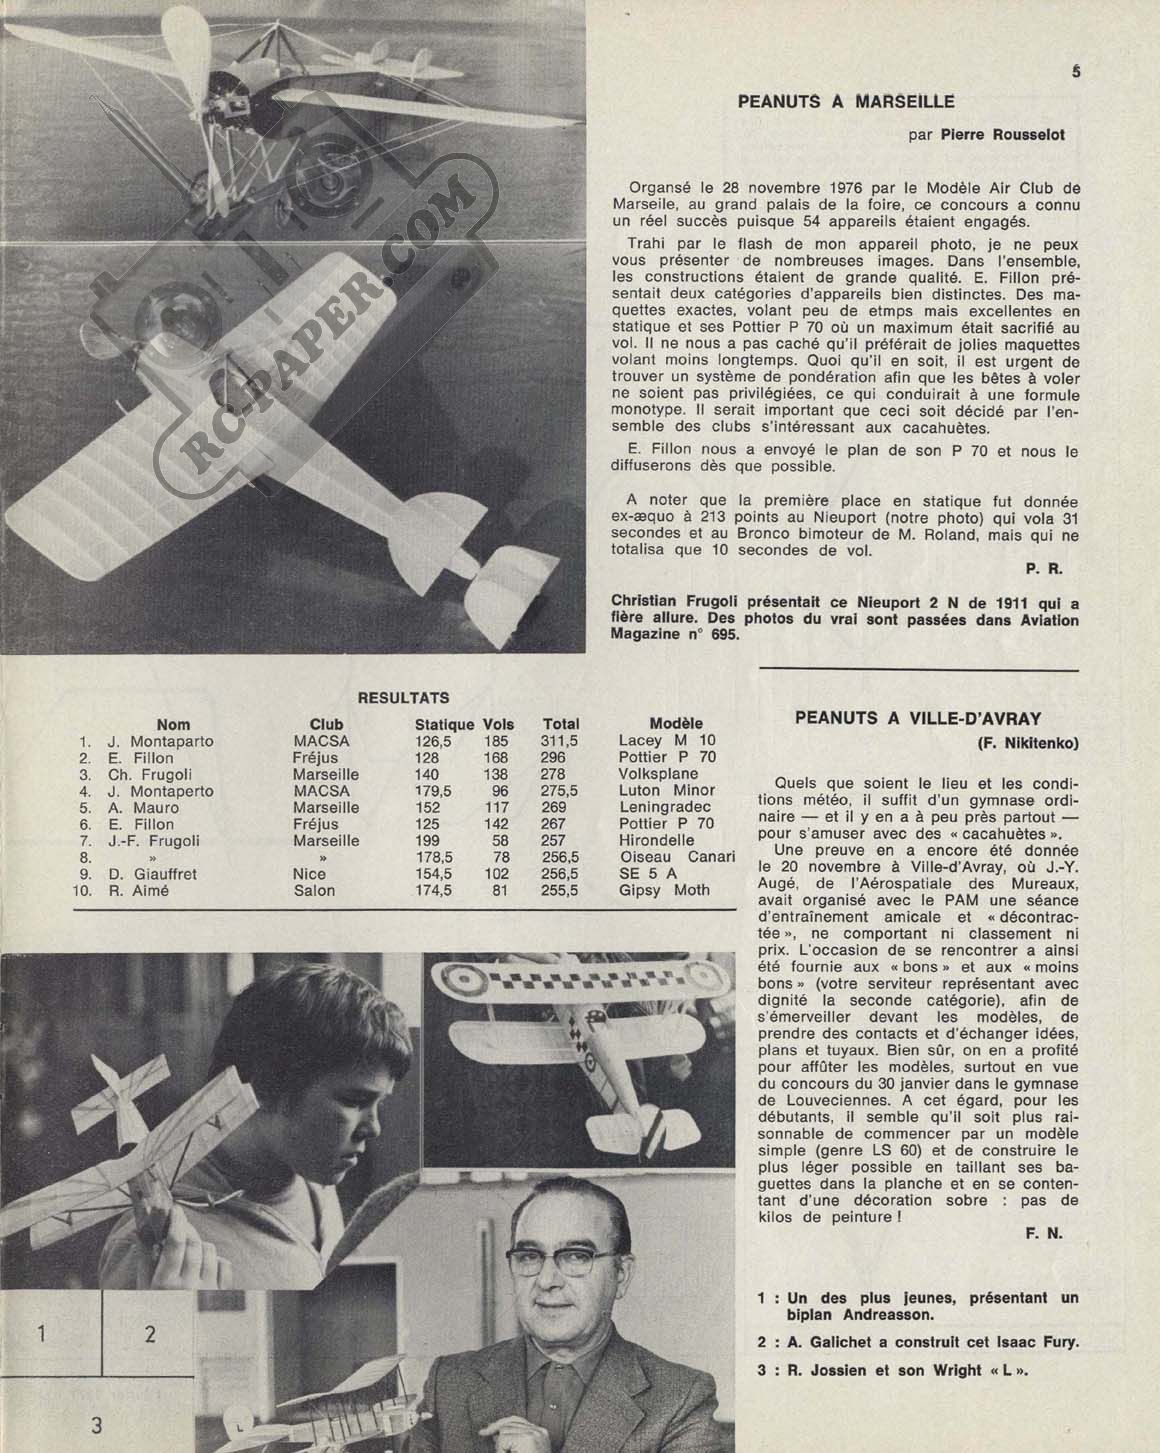 5
PEANUTS A MARSEILLE
par Pierre Rousselot
Organsé le 28 novembre 1976 par le Modèle Air Club de
Marseile, au grand palais de la foire, ce concours a connu
un réel succès puisque 54 appareils étaient engagés.
Trahi par le flash de mon appareil photo, je ne peux
vous présenter de nombreuses images. Dans l'ensemble,
les constructions étaient de grande qualité. E. Fillon pré-
sentait deux catégories d'appareils bien distinctes. Des ma-
quettes exactes, volant peu de etmps mais excellentes en
statique et ses Pottier P 70 où un maximum était sacrifié au
vol. Il ne nous a pas caché qu'il préférait de jolies maquettes
volant moins longtemps. Quoi qu'il en soit, il est urgent de
trouver un système de pondération afin que les bêtes à voler
ne soient pas privilégiées, ce qui conduirait à une formule
monotype. Il serait important que ceci soit décidé par l'en-
semble des clubs s'intéressant aux cacahuètes.
E. Fillon nous a envoyé le plan de son P 70 et nous le
diffuserons dès que possible.
A noter que la première place en statique fut donnée
ex-æquo à 213 points au Nieuport (notre photo) qui vola 31
secondes et au Bronco bimoteur de M. Roland, mais qui ne
totalisa que 10 secondes de vol.
P. R.
Christian Frugoli présentait ce Nieuport 2 N de 1911 qui a
fière allure. Des photos du vrai sont passées dans Aviation
Magazine n° 695.
RC-PAPER.COM
RESULTATS
Nom Club Statique Vols Total Modèle
1. J. Montaparto MACSA 126,5 185 311,5 Lacey M 10
2. E. Fillon Fréjus 128 168 296 Pottier P 70
3. Ch. Frugoli Marseille 140 138 278 Volksplane
4. J. Montaperto MACSA 179,5 96 275,5 Luton Minor
5. A. Mauro Marseille 152 117 269 Leningradec
6. E. Fillon Fréjus 125 142 267 Pottier P 70
7. J.-F. Frugoli Marseille 199 58 257 Hirondelle
8. » » 178,5 78 256,5 Oiseau Canari
9. D. Giauffret Nice 154,5 102 256,5 SE 5 A
10. R. Aimé Salon 174,5 81 255,5 Gipsy Moth
PEANUTS A VILLE-D'AVRAY
(F. Nikitenko)
Quels que soient le lieu et les condi-
tions météo, il suffit d'un gymnase ordi-
naire — et il y en a à peu près partout —
pour s'amuser avec des « cacahuètes ».
Une preuve en a encore été donnée
le 20 novembre à Ville-d'Avray, où J.-Y.
Augé, de l'Aérospatiale des Mureaux,
avait organisé avec le PAM une séance
d'entraînement amicale et « décontrac-
tée », ne comportant ni classement ni
prix. L'occasion de se rencontrer a ainsi
été fournie aux « bons » et aux « moins
bons » (votre serviteur représentant avec
dignité la seconde catégorie), afin de
s'émerveiller devant les modèles, de
prendre des contacts et d'échanger idées,
plans et tuyaux. Bien sûr, on en a profité
pour affûter les modèles, surtout en vue
du concours du 30 janvier dans le gymnase
de Louveciennes. A cet égard, pour les
débutants, il semble qu'il soit plus rai-
sonnable de commencer par un modèle
simple (genre LS 60) et de construire le
plus léger possible en taillant ses ba-
guettes dans la planche et en se conten-
tant d'une décoration sobre : pas de
kilos de peinture !
F. N.
1 : Un des plus jeunes, présentant un
biplan Andreasson.
2 : A. Galichet a construit cet Isaac Fury.
3 : R. Jossien et son Wright « L ».
1
2
3
L